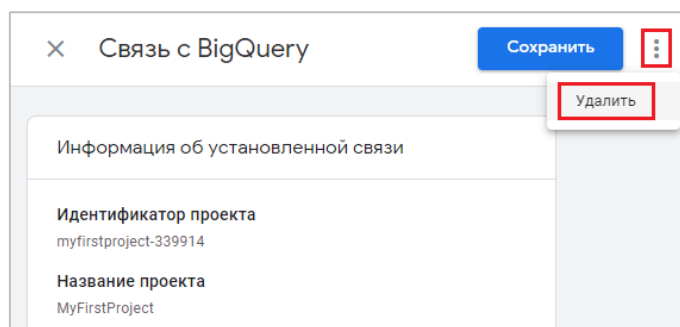 Связь с BigQuery
Сохранить
Удалить
Информация об установленной связи
Идентификатор проекта
myfirstproject-339914
Название проекта
MyFirstProject